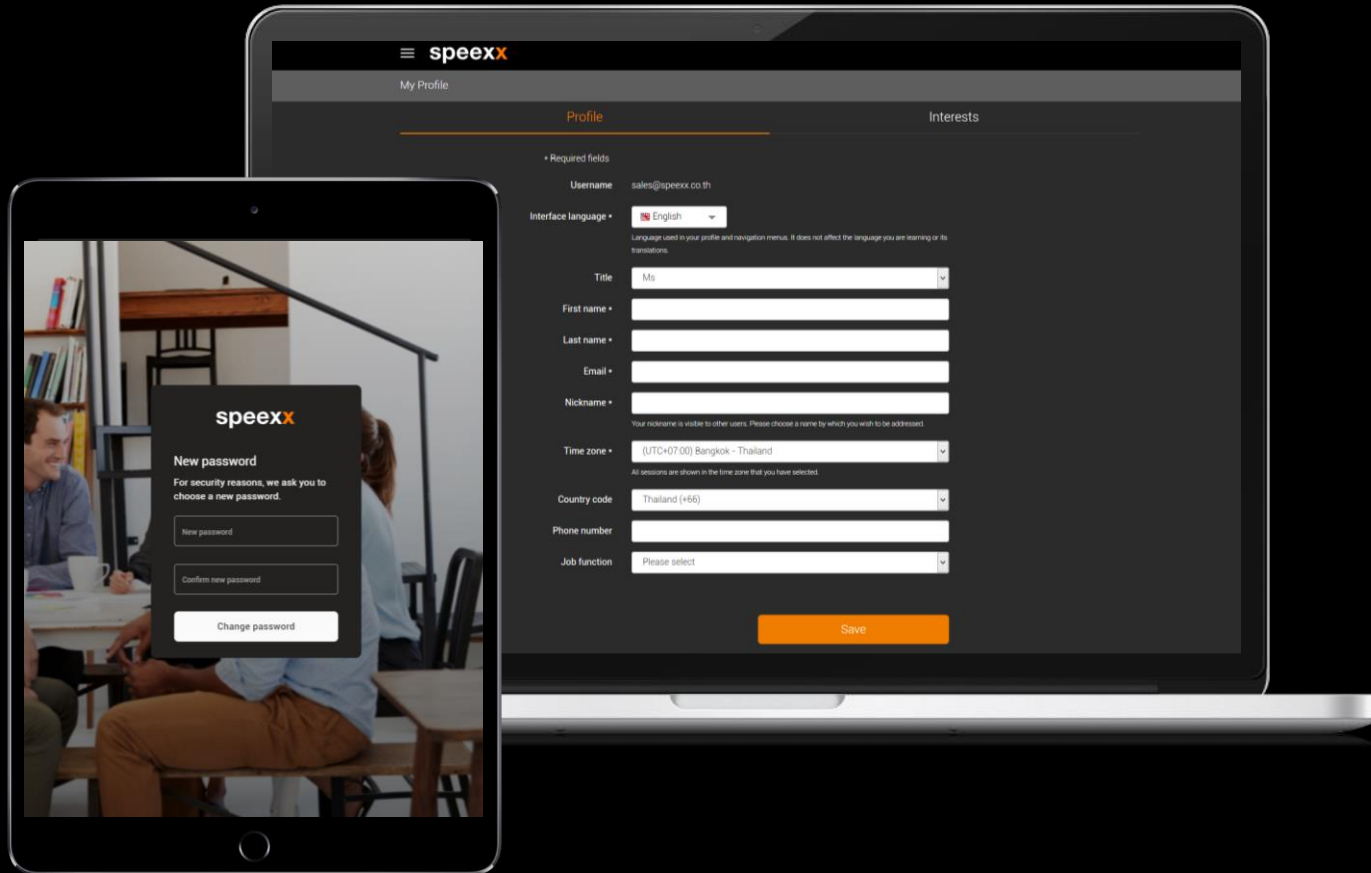 speexx
My Profile
Profile
Interests
• Required fields
Username
sales@speexx.co.th
Interface language •
English
Language used in your profile and navigation menus. It does not affect the language you are learning or its
translations.
Title
Ms
First name •
Last name •
Email •
Nickname •
Your nickname is visible to other users. Please choose a name by which you wish to be addressed.
Time zone •
(UTC+07:00) Bangkok - Thailand
All sessions are shown in the time zone that you have selected.
Country code
Thailand (+66)
Phone number
Job function
Please select
Save
speexx
New password
For security reasons, we ask you to
choose a new password.
New password
Confirm new password
Change password